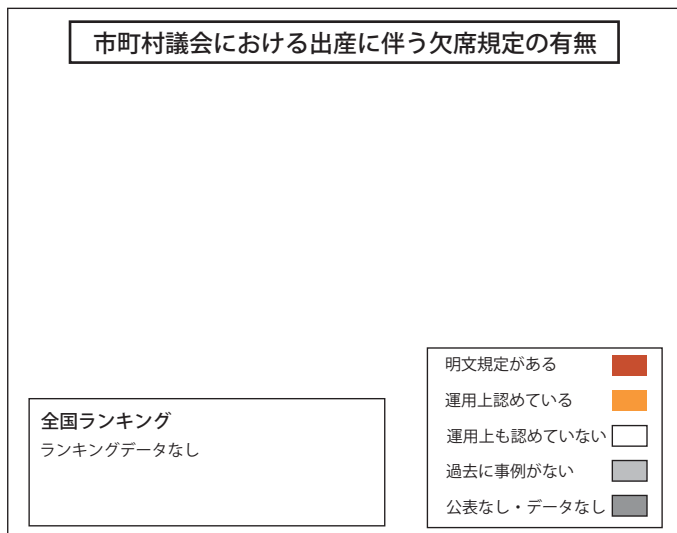 市町村議会における出産に伴う欠席規定の有無
明文規定がある
運用上認めている
運用上も認めていない
過去に事例がない
公表なし・データなし
全国ランキング
ランキングデータなし